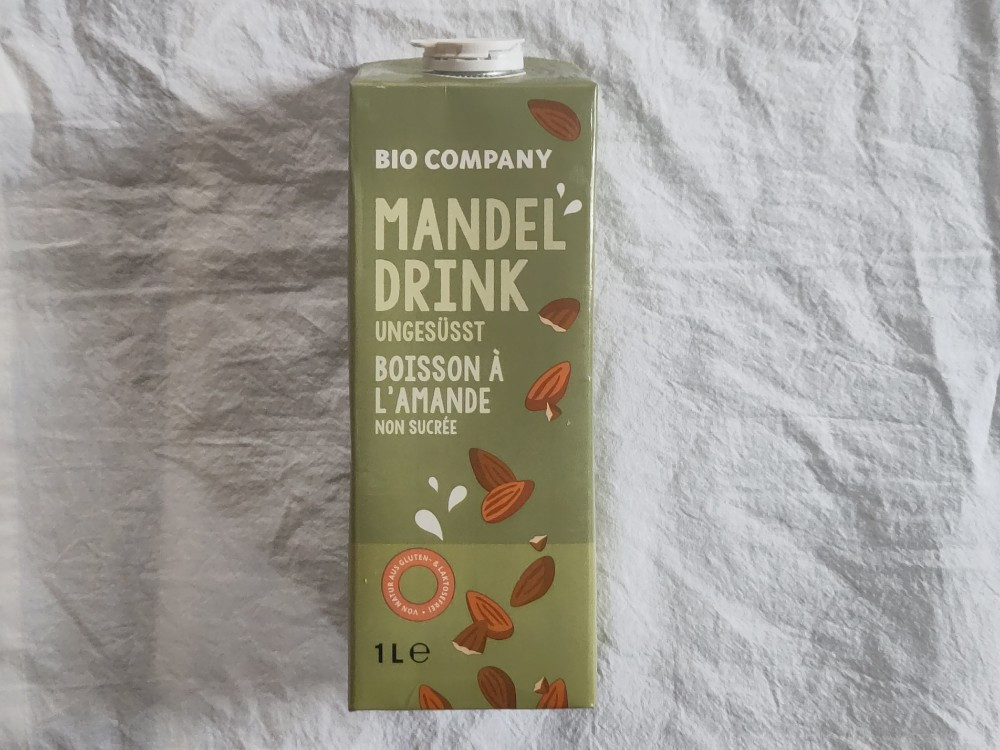 BIO COMPANY
MANDEL
DRINK
UNGESÜSST
BOISSON À
L'AMANDE
NON SUCRÉE
VON NATUR AUS GLUTEN- & LAKTOSEFREI •
1L℮